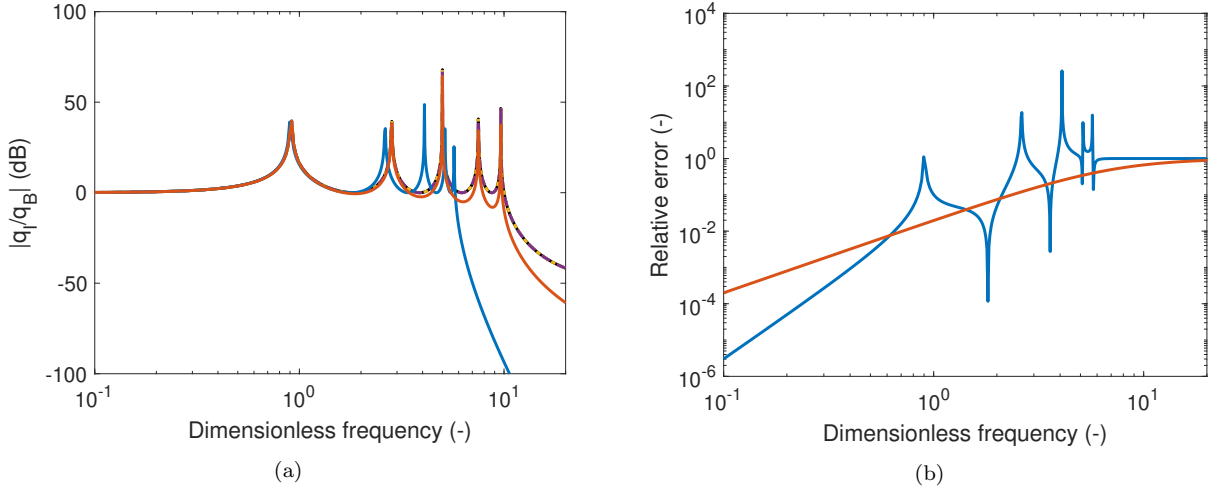 100
50
0
-50
-100
10^-1
10^0
10^1
|q_I/q_B| (dB)
Dimensionless frequency (-)
(a)
10^4
10^2
10^0
10^-2
10^-4
10^-6
10^-1
10^0
10^1
Relative error (-)
Dimensionless frequency (-)
(b)